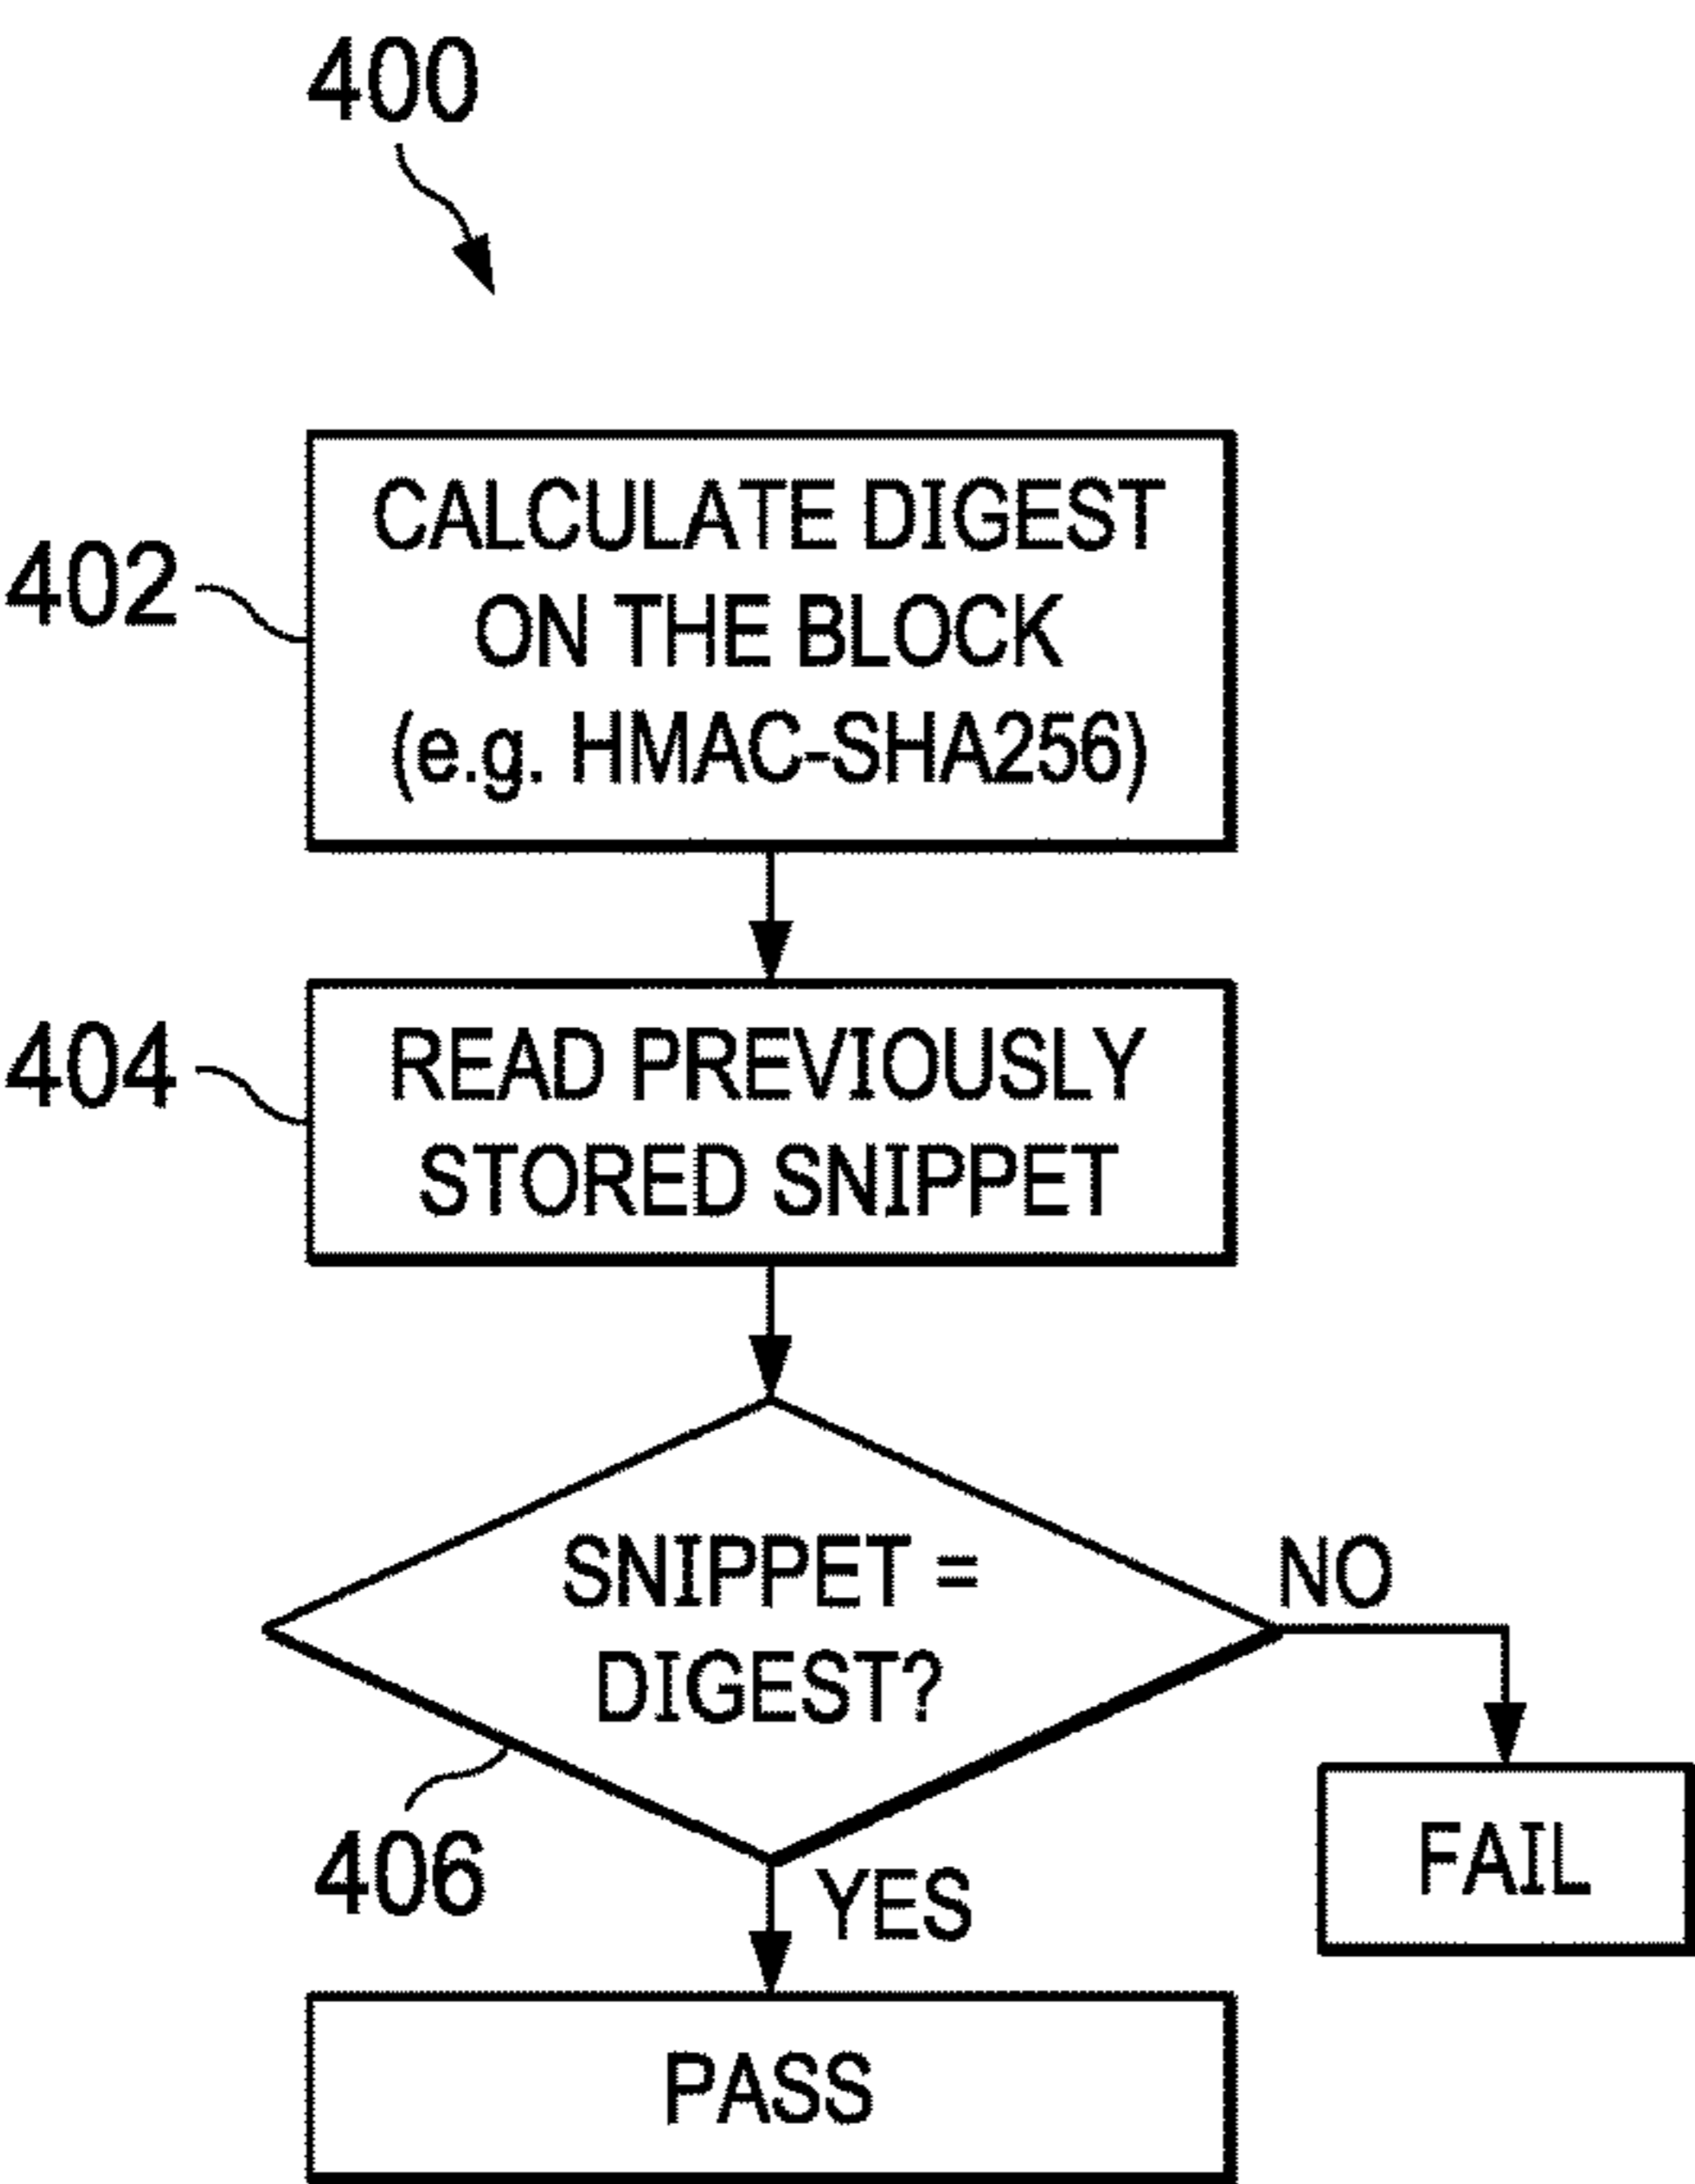 400
402
CALCULATE DIGEST
ON THE BLOCK
(e.g. HMAC-SHA256)
404
READ PREVIOUSLY
STORED SNIPPET
SNIPPET =
DIGEST?
NO
406
YES
FAIL
PASS